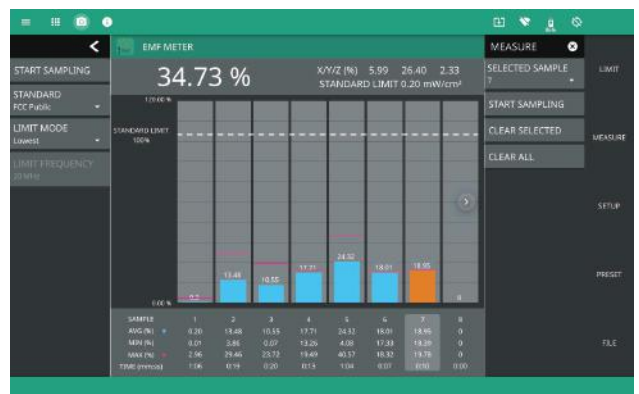 EMF METER
MEASURE
START SAMPLING
STANDARD
FCC Public
LIMIT MODE
Lowest
LIMIT FREQUENCY
34.73 %
X/Y/Z (%) 5.99 26.40 2.33
STANDARD LIMIT 0.20 mW/cm²
120.00 %
STANDARD LIMIT
100%
0.00 %
0.2
13.48
10.55
17.71
24.32
18.01
18.95
0
SAMPLE 1 2 3 4 5 6 7 8
AVG (%) 0.20 13.48 10.55 17.71 24.32 18.01 18.95 0
MIN (%) 0.01 3.86 0.07 13.26 4.08 17.33 18.39 0
MAX (%) 2.96 29.46 23.72 19.49 40.57 18.32 19.78 0
TIME (mm:ss) 1:06 0:19 0:20 0:13 1:04 0:07 0:10 0:00
SELECTED SAMPLE
7
START SAMPLING
CLEAR SELECTED
CLEAR ALL
LIMIT
MEASURE
SETUP
PRESET
FILE